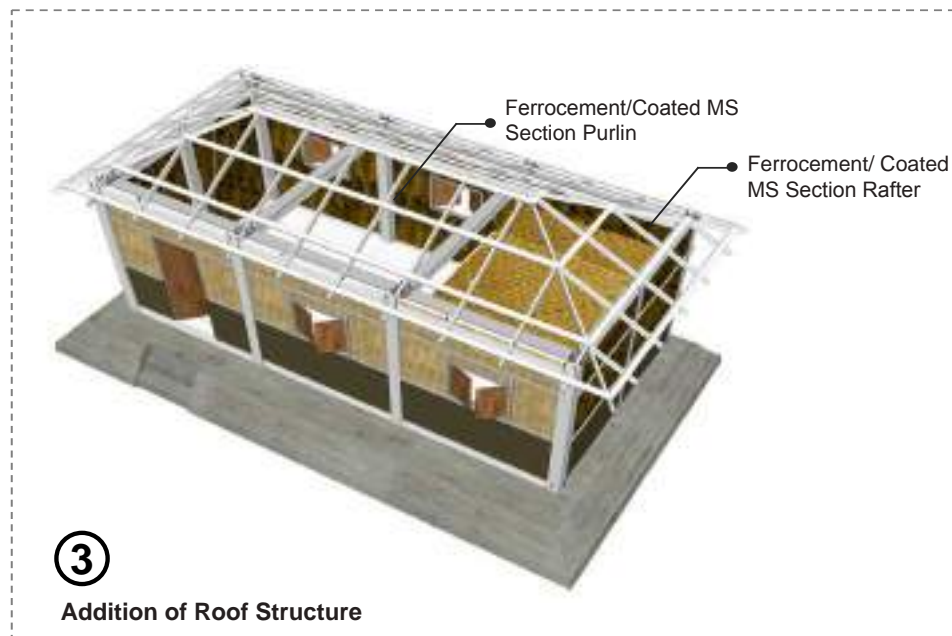 Ferrocement/Coated MS
Section Purlin
Ferrocement/ Coated
MS Section Rafter
3
Addition of Roof Structure